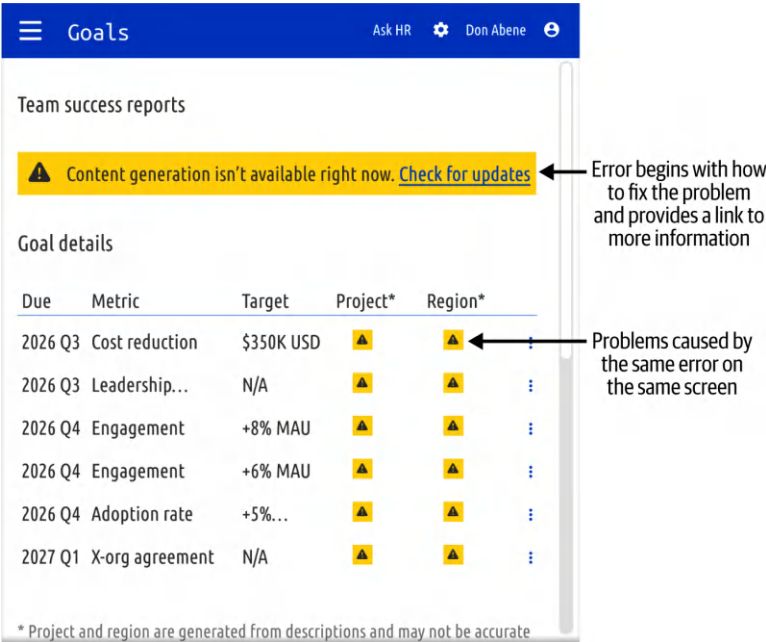 Goals Ask HR Don Abene
Team success reports
Content generation isn't available right now. Check for updates
Error begins with how
to fix the problem
and provides a link to
more information
Goal details
Due Metric Target Project* Region*
2026 Q3 Cost reduction $350K USD
Problems caused by
the same error on
the same screen
2026 Q3 Leadership... N/A
2026 Q4 Engagement +8% MAU
2026 Q4 Engagement +6% MAU
2026 Q4 Adoption rate +5%...
2027 Q1 X-org agreement N/A
* Project and region are generated from descriptions and may not be accurate